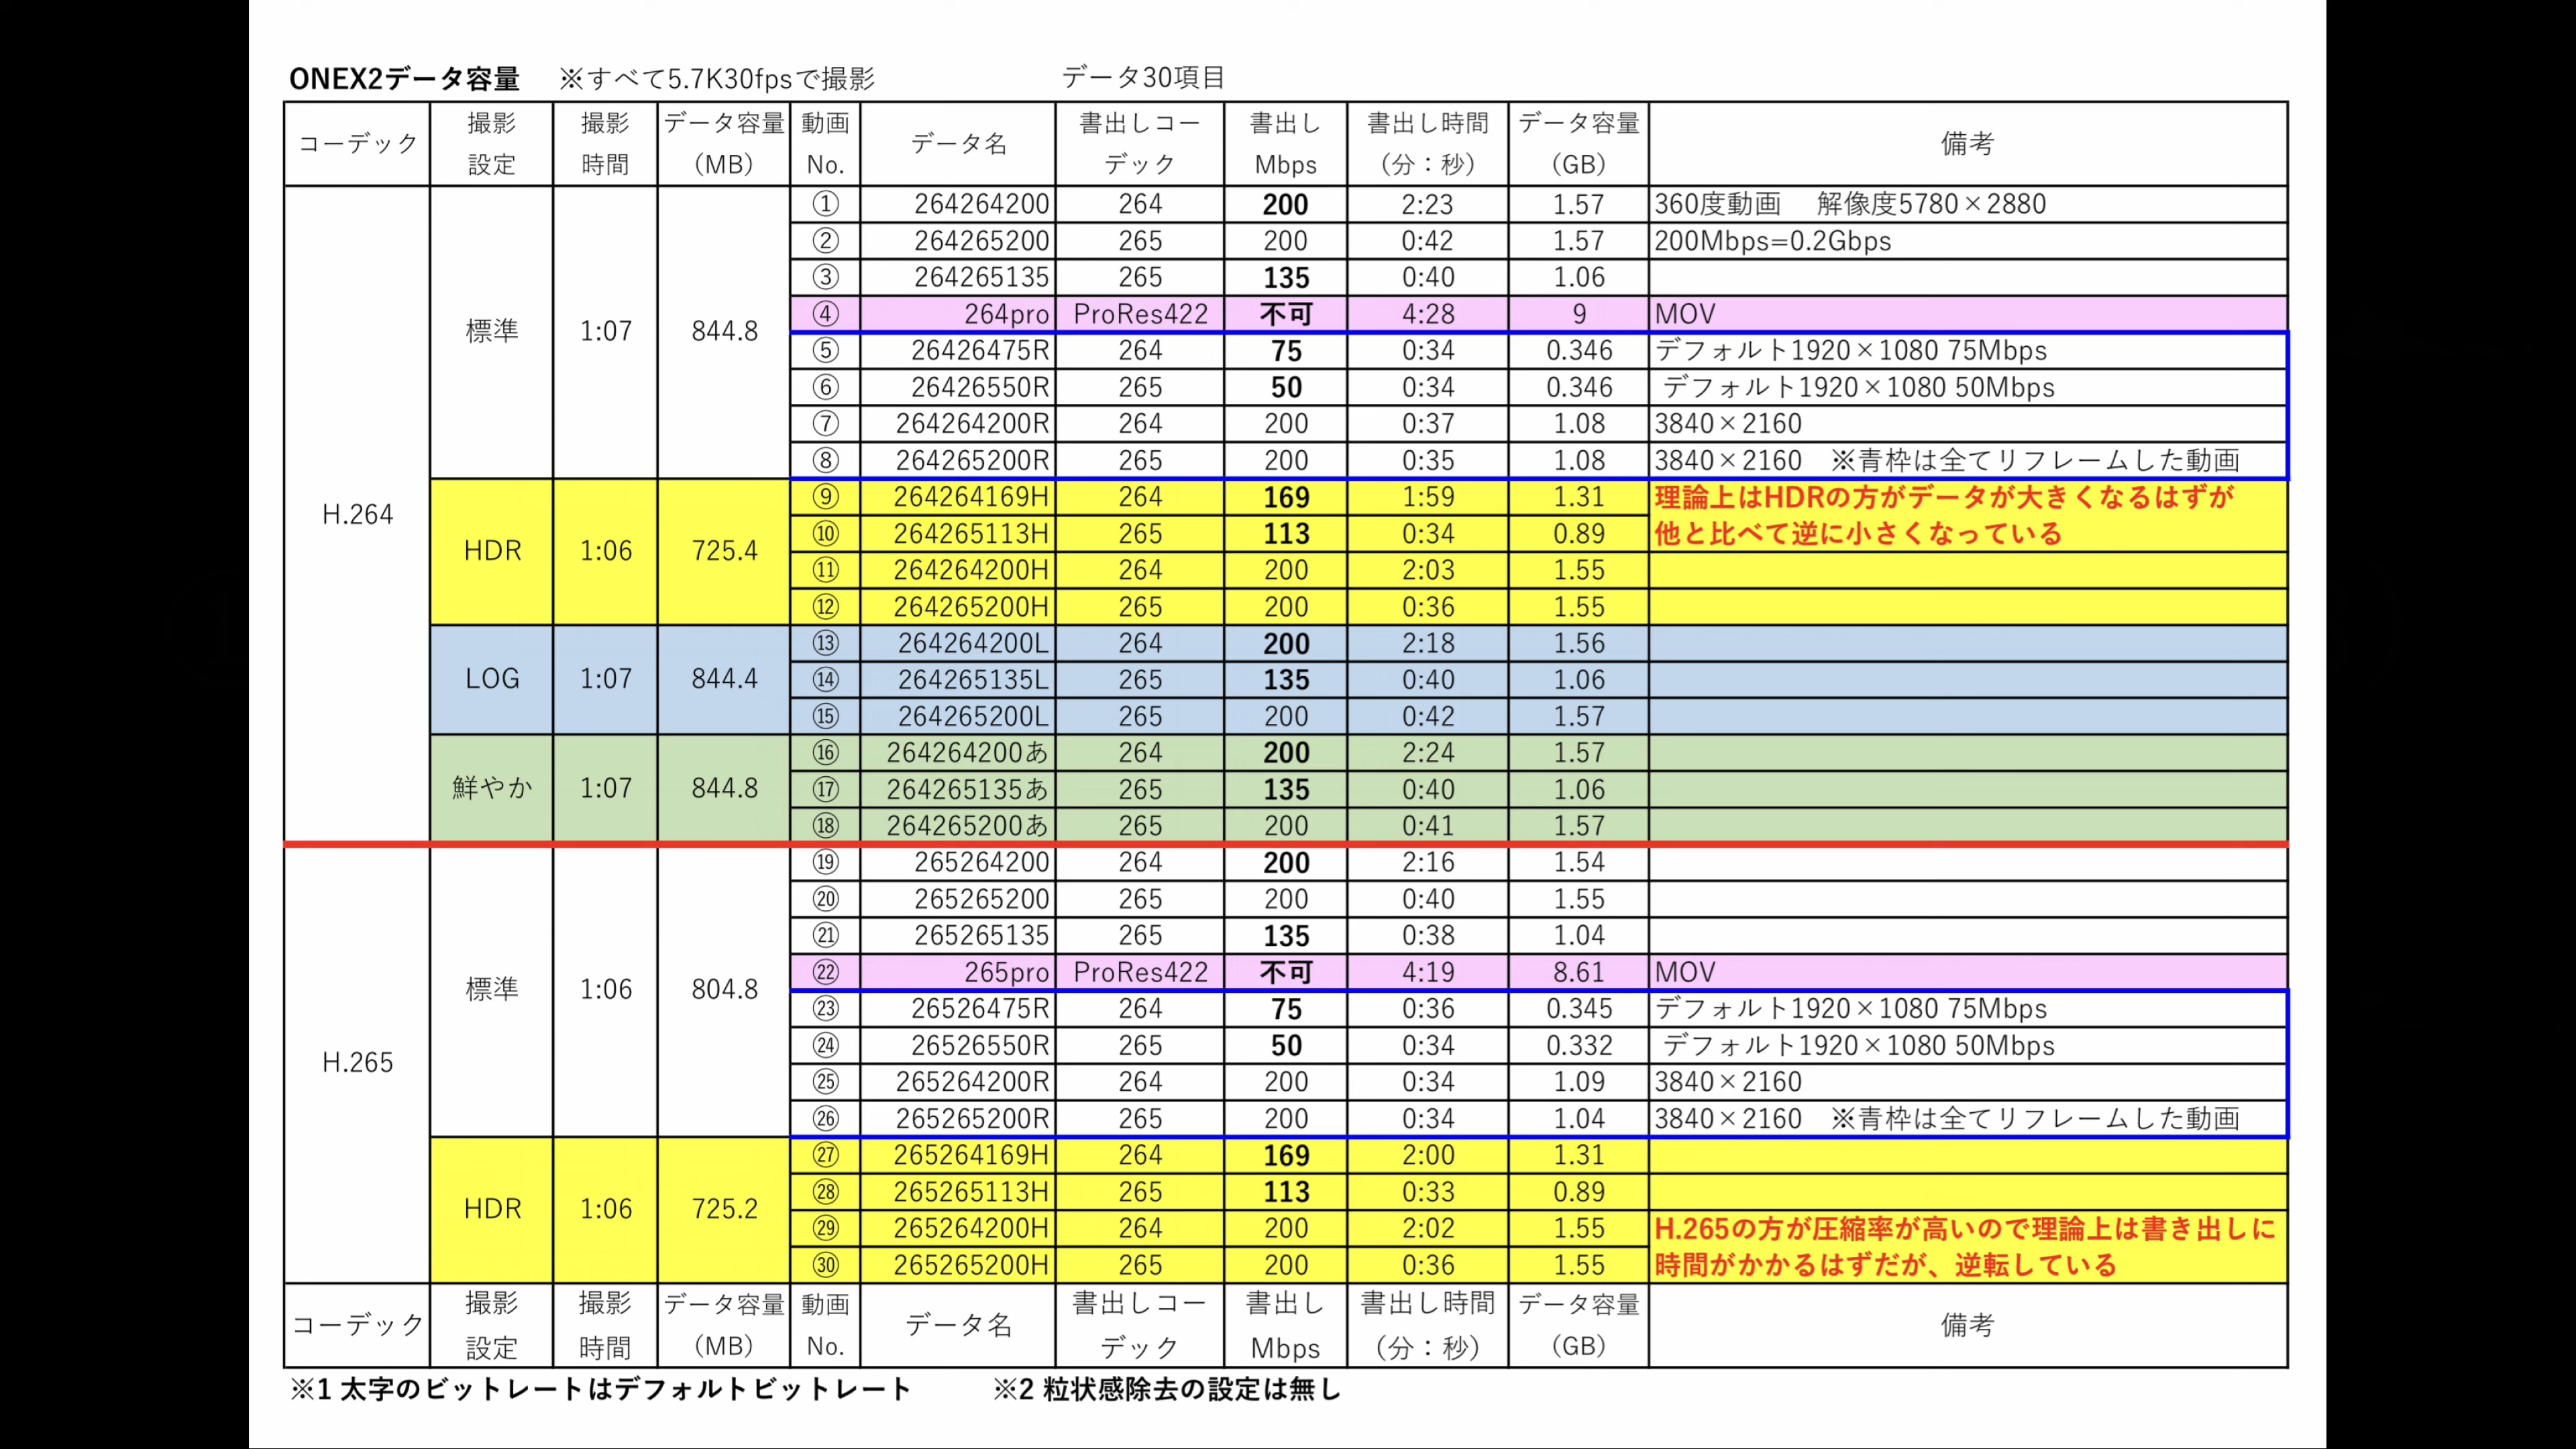 ONEX2データ容量 ※すべて5.7K30fpsで撮影 データ30項目
コーデック 撮影設定 撮影時間 データ容量(MB) 動画No. データ名 書出しコーデック 書出しMbps 書出し時間(分：秒) データ容量(GB) 備考
H.264 標準 1:07 844.8 ① 264264200 264 200 2:23 1.57 360度動画 解像度5780×2880
② 264265200 265 200 0:42 1.57 200Mbps=0.2Gbps
③ 264265135 265 135 0:40 1.06
④ 264pro ProRes422 不可 4:28 9 MOV
⑤ 26426475R 264 75 0:34 0.346 デフォルト1920×1080 75Mbps
⑥ 26426550R 265 50 0:34 0.346 デフォルト1920×1080 50Mbps
⑦ 264264200R 264 200 0:37 1.08 3840×2160
⑧ 264265200R 265 200 0:35 1.08 3840×2160 ※青枠は全てリフレームした動画
HDR 1:06 725.4 ⑨ 264264169H 264 169 1:59 1.31 理論上はHDRの方がデータが大きくなるはずが
⑩ 264265113H 265 113 0:34 0.89 他と比べて逆に小さくなっている
⑪ 264264200H 264 200 2:03 1.55
⑫ 264265200H 265 200 0:36 1.55
LOG 1:07 844.4 ⑬ 264264200L 264 200 2:18 1.56
⑭ 264265135L 265 135 0:40 1.06
⑮ 264265200L 265 200 0:42 1.57
鮮やか 1:07 844.8 ⑯ 264264200あ 264 200 2:24 1.57
⑰ 264265135あ 265 135 0:40 1.06
⑱ 264265200あ 265 200 0:41 1.57
H.265 標準 1:06 804.8 ⑲ 265264200 264 200 2:16 1.54
⑳ 265265200 265 200 0:40 1.55
㉑ 265265135 265 135 0:38 1.04
㉒ 265pro ProRes422 不可 4:19 8.61 MOV
㉓ 26526475R 264 75 0:36 0.345 デフォルト1920×1080 75Mbps
㉔ 26526550R 265 50 0:34 0.332 デフォルト1920×1080 50Mbps
㉕ 265264200R 264 200 0:34 1.09 3840×2160
㉖ 265265200R 265 200 0:34 1.04 3840×2160 ※青枠は全てリフレームした動画
HDR 1:06 725.2 ㉗ 265264169H 264 169 2:00 1.31
㉘ 265265113H 265 113 0:33 0.89
㉙ 265264200H 264 200 2:02 1.55 H.265の方が圧縮率が高いので理論上は書き出しに
㉚ 265265200H 265 200 0:36 1.55 時間がかかるはずだが、逆転している
コーデック 撮影設定 撮影時間 データ容量(MB) 動画No. データ名 書出しコーデック 書出しMbps 書出し時間(分：秒) データ容量(GB) 備考
※1 太字のビットレートはデフォルトビットレート ※2 粒状感除去の設定は無し